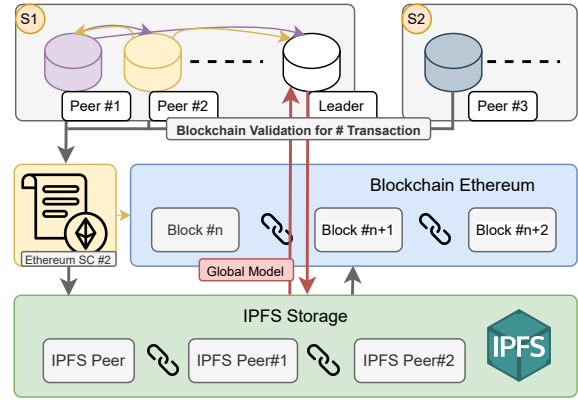 S1
S2
Peer #1
Peer #2
Leader
Peer #3
Blockchain Validation for # Transaction
Blockchain Ethereum
Block #n
Block #n+1
Block #n+2
Ethereum SC #2
Global Model
IPFS Storage
IPFS Peer
IPFS Peer#1
IPFS Peer#2
IPFS